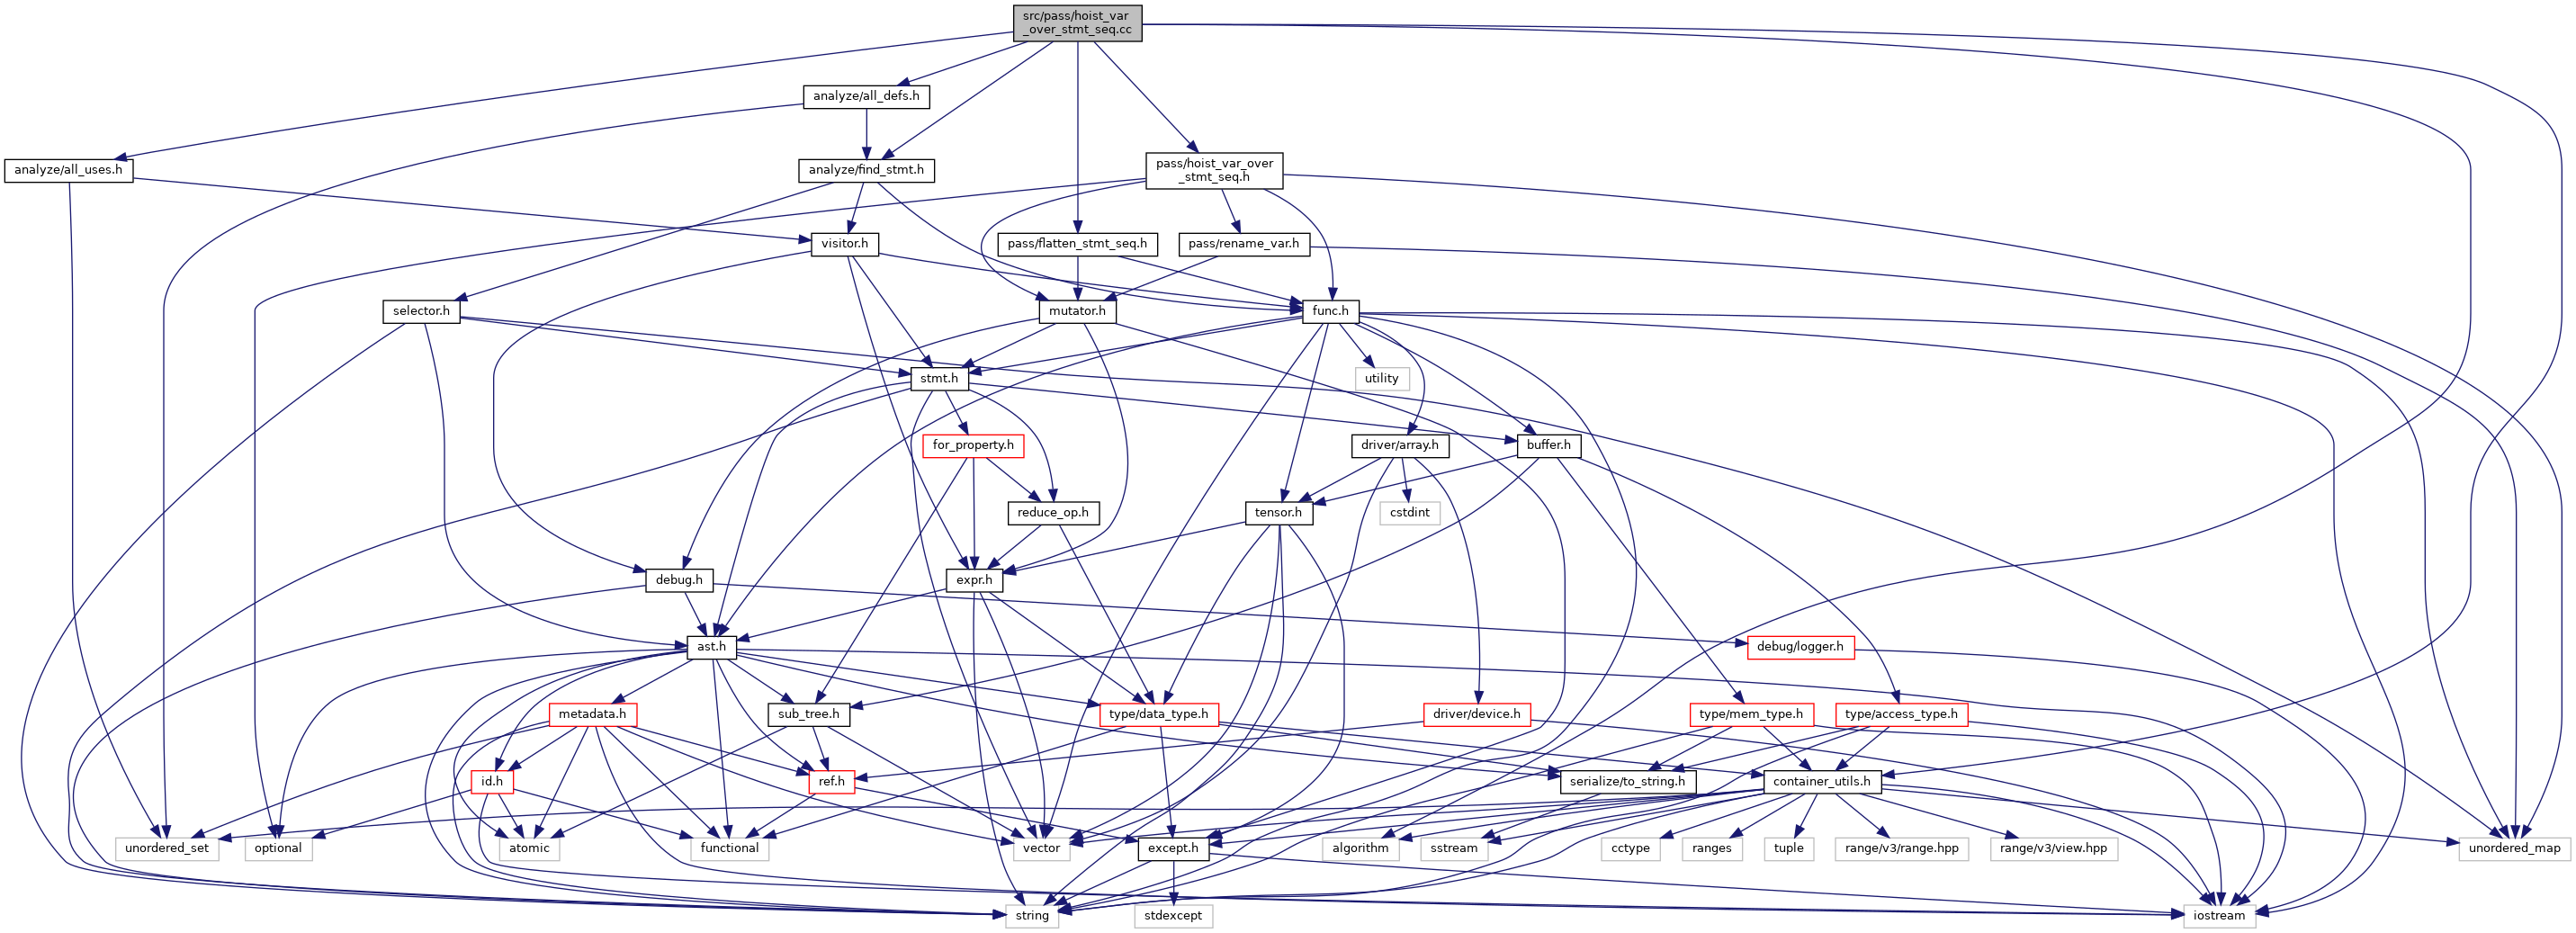 src/pass/hoist_var
_over_stmt_seq.cc
analyze/all_defs.h
analyze/all_uses.h
analyze/find_stmt.h
pass/hoist_var_over
_stmt_seq.h
visitor.h
pass/flatten_stmt_seq.h
pass/rename_var.h
selector.h
mutator.h
func.h
stmt.h
utility
for_property.h
driver/array.h
buffer.h
reduce_op.h
tensor.h
cstdint
debug.h
expr.h
ast.h
debug/logger.h
metadata.h
sub_tree.h
type/data_type.h
driver/device.h
type/mem_type.h
type/access_type.h
id.h
ref.h
serialize/to_string.h
container_utils.h
unordered_set
optional
atomic
functional
vector
except.h
algorithm
sstream
cctype
ranges
tuple
range/v3/range.hpp
range/v3/view.hpp
unordered_map
string
stdexcept
iostream